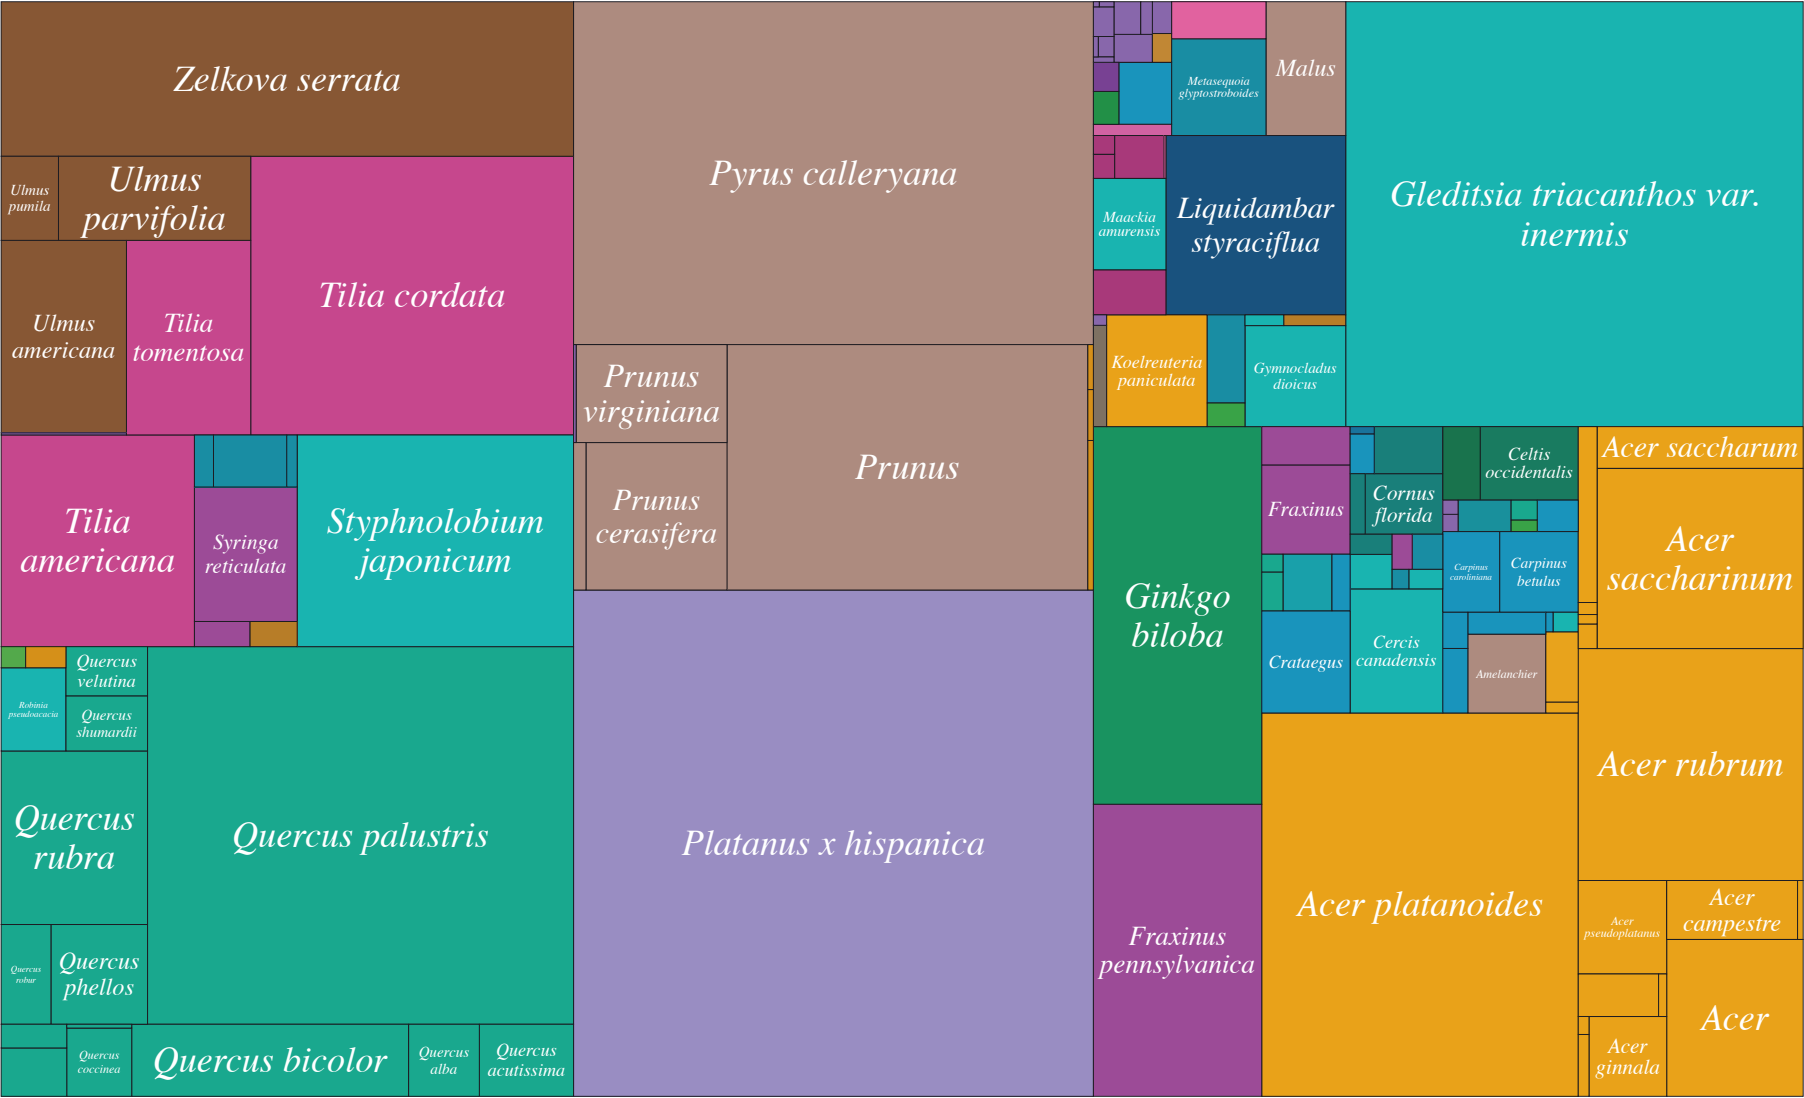 Zelkova serrata
Ulmus
pumila
Ulmus
parvifolia
Ulmus
americana
Tilia
tomentosa
Tilia cordata
Tilia
americana
Syringa
reticulata
Styphnolobium
japonicum
Robinia
pseudoacacia
Quercus
velutina
Quercus
shumardii
Quercus
rubra
Quercus palustris
Quercus
robur
Quercus
phellos
Quercus
coccinea
Quercus bicolor
Quercus
alba
Quercus
acutissima
Pyrus calleryana
Prunus
virginiana
Prunus
cerasifera
Prunus
Platanus x hispanica
Metasequoia
glyptostroboides
Malus
Maackia
amurensis
Liquidambar
styraciflua
Koelreuteria
paniculata
Gymnocladus
dioicus
Gleditsia triacanthos var.
inermis
Ginkgo
biloba
Fraxinus
pennsylvanica
Fraxinus
Crataegus
Cornus
florida
Cercis
canadensis
Celtis
occidentalis
Carpinus
caroliniana
Carpinus
betulus
Amelanchier
Acer saccharum
Acer
saccharinum
Acer rubrum
Acer platanoides
Acer
pseudoplatanus
Acer
campestre
Acer
ginnala
Acer